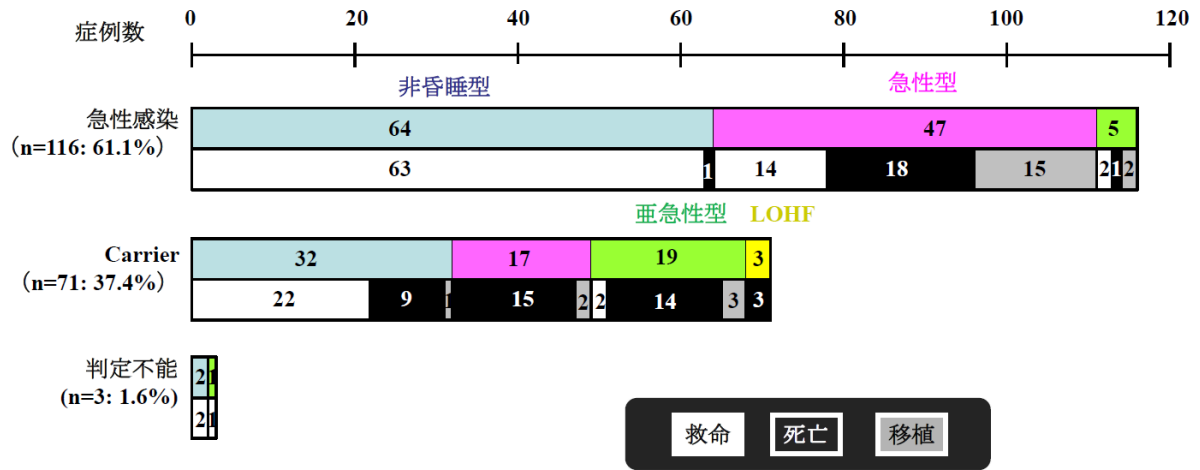 症例数
0 20 40 60 80 100 120
非昏睡型 急性型
急性感染
（n=116: 61.1%）
64 47 5
63 1 14 18 15 2 1 2
亜急性型 LOHF
Carrier
（n=71: 37.4%）
32 17 19 3
22 9 1 15 2 2 14 3 3
判定不能
(n=3: 1.6%)
2 1
2 1
救命 死亡 移植